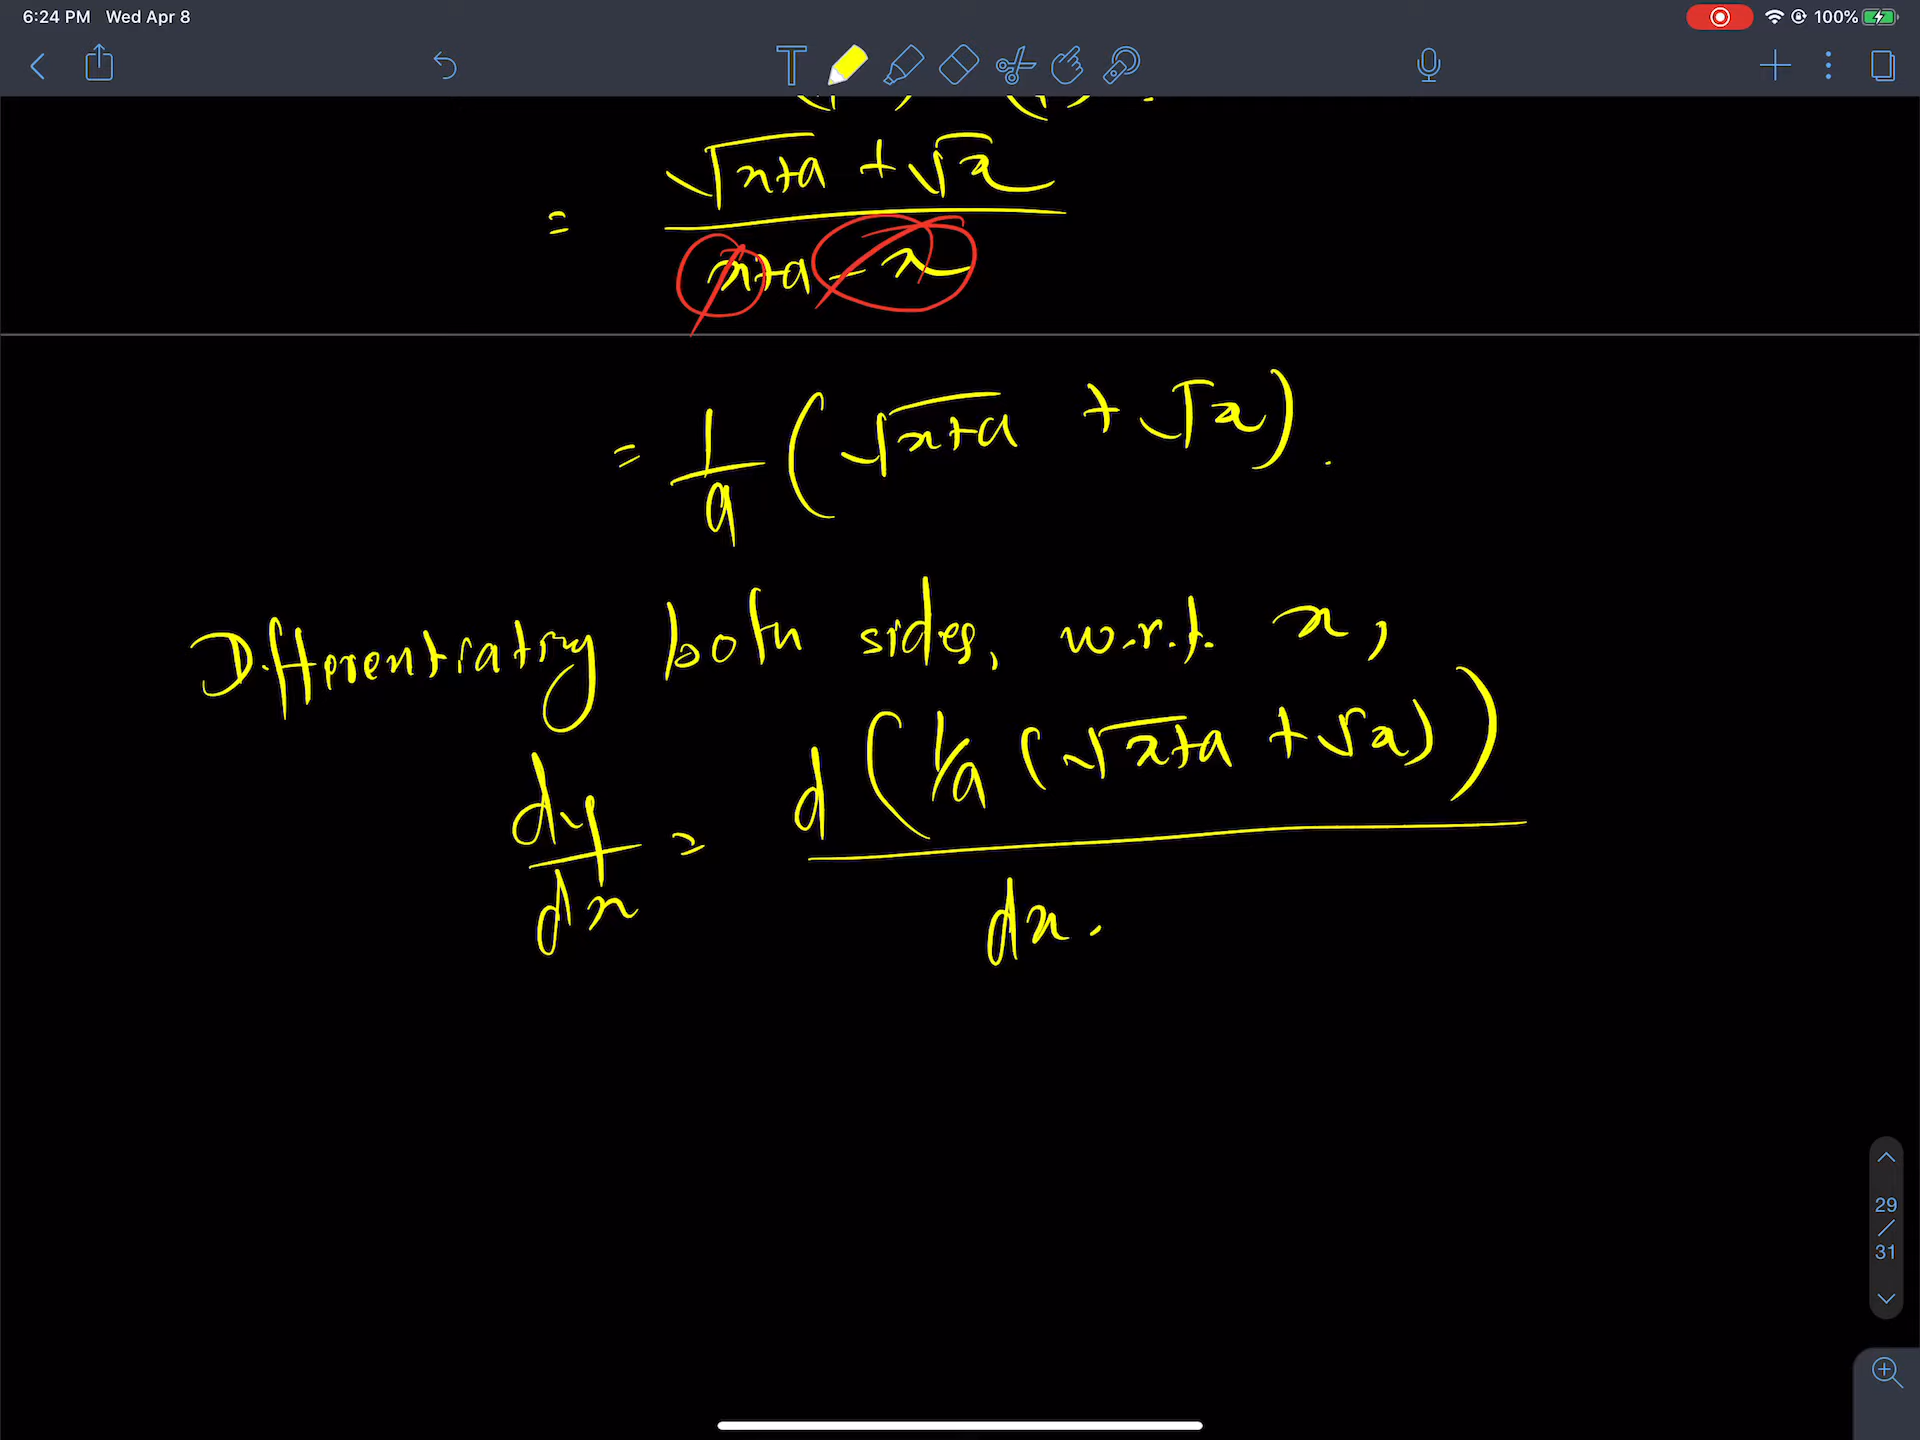 6:24 PM Wed Apr 8
100%
T
= (√(x+a) + √x) / (x+a - x)
= 1/a (√(x+a) + √x).
Differentiating both sides, w.r.t. x,
dy/dx = d(1/a (√(x+a) + √x)) / dx.
29
/
31